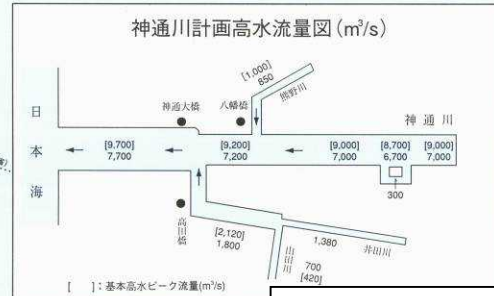 神通川計画高水流量図(m³/s)
[1,000]
850
熊野川
日本海
神通大橋
八幡橋
神通川
[9,700]
7,700
[9,200]
7,200
[9,000]
7,000
[8,700]
6,700
[9,000]
7,000
300
高田橋
[2,120]
1,800
山田川
1,380
井田川
700
[420]
[ ]：基本高水ピーク流量(m³/s)